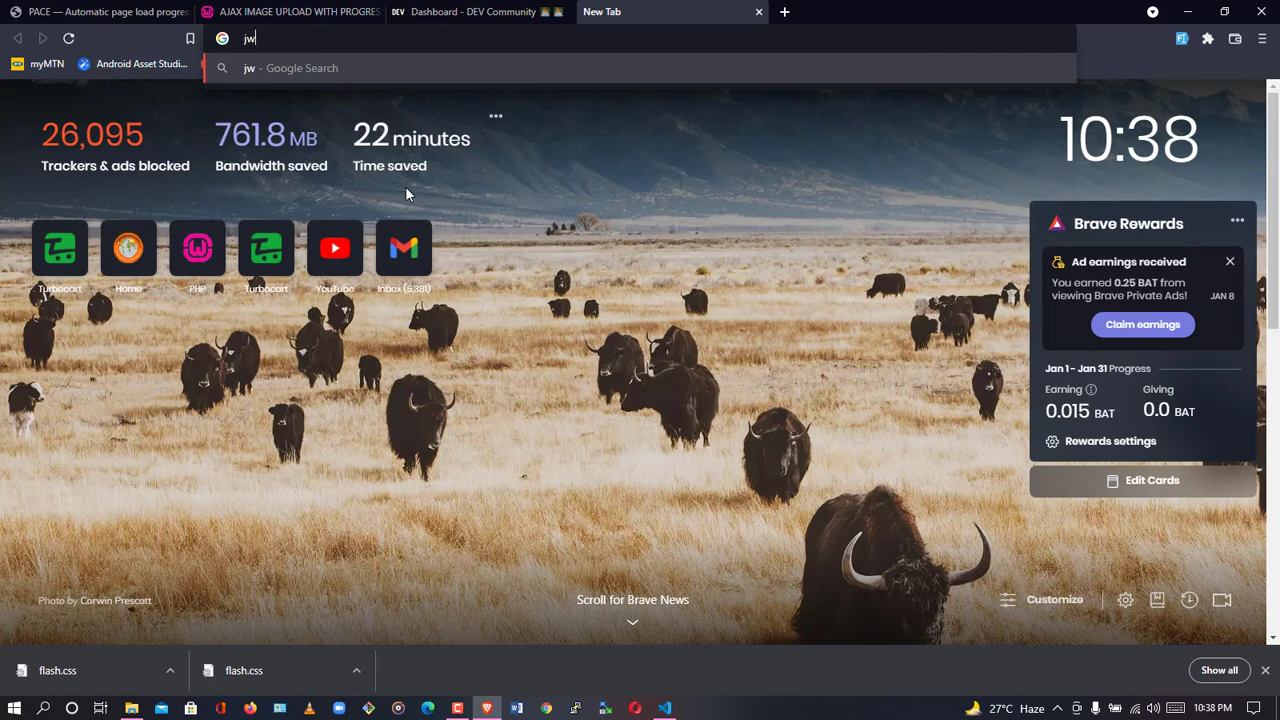 PACE — Automatic page load progres
AJAX IMAGE UPLOAD WITH PROGRES
DEV Dashboard - DEV Community
New Tab
jw
myMTN
Android Asset Studi...
jw - Google Search
26,095
Trackers & ads blocked
761.8 MB
Bandwidth saved
22 minutes
Time saved
10:38
Turbocart
Home
PHP
Turbocart
YouTube
Inbox (5,381)
Brave Rewards
Ad earnings received
You earned 0.25 BAT from
viewing Brave Private Ads!
JAN 8
Claim earnings
Jan 1 - Jan 31 Progress
Earning
Giving
0.015 BAT
0.0 BAT
Rewards settings
Edit Cards
Photo by Corwin Prescott
Scroll for Brave News
Customize
flash.css
flash.css
Show all
27°C Haze
10:38 PM